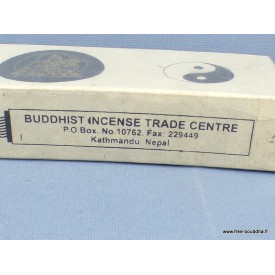 BUDDHIST INCENSE TRADE CENTRE
P.O.Box. No.10762, Fax: 229449
Kathmandu Nepal
www.free-bouddha.fr